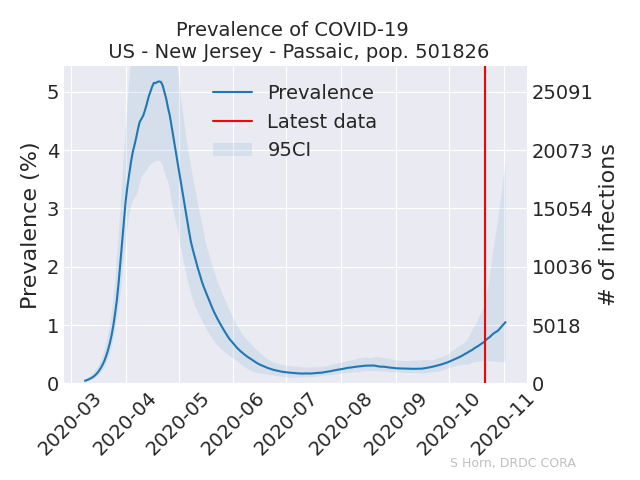 Prevalence of COVID-19
US - New Jersey - Passaic, pop. 501826
Prevalence
Latest data
95CI
Prevalence (%)
5
4
3
2
1
0
25091
20073
15054
10036
5018
0
# of infections
2020-03
2020-04
2020-05
2020-06
2020-07
2020-08
2020-09
2020-10
2020-11
S Horn, DRDC CORA